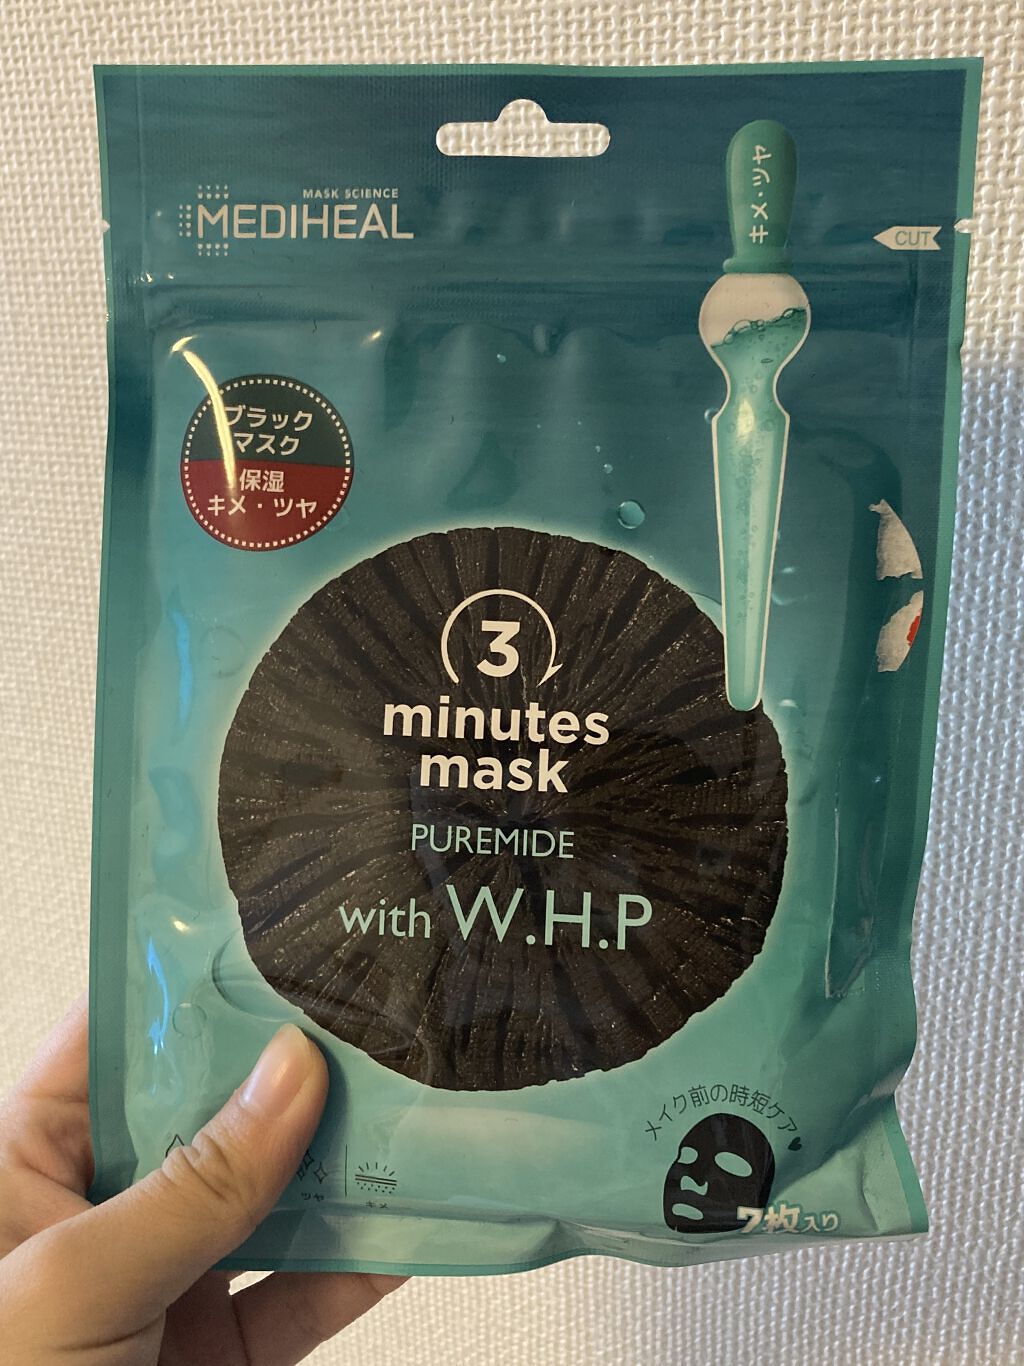 MASK SCIENCE
MEDIHEAL
キメ・ツヤ
CUT
ブラック
マスク
保湿
キメ・ツヤ
3
minutes
mask
PUREMIDE
with W.H.P
メイク前の時短ケア
ツヤ
キメ
7枚入り